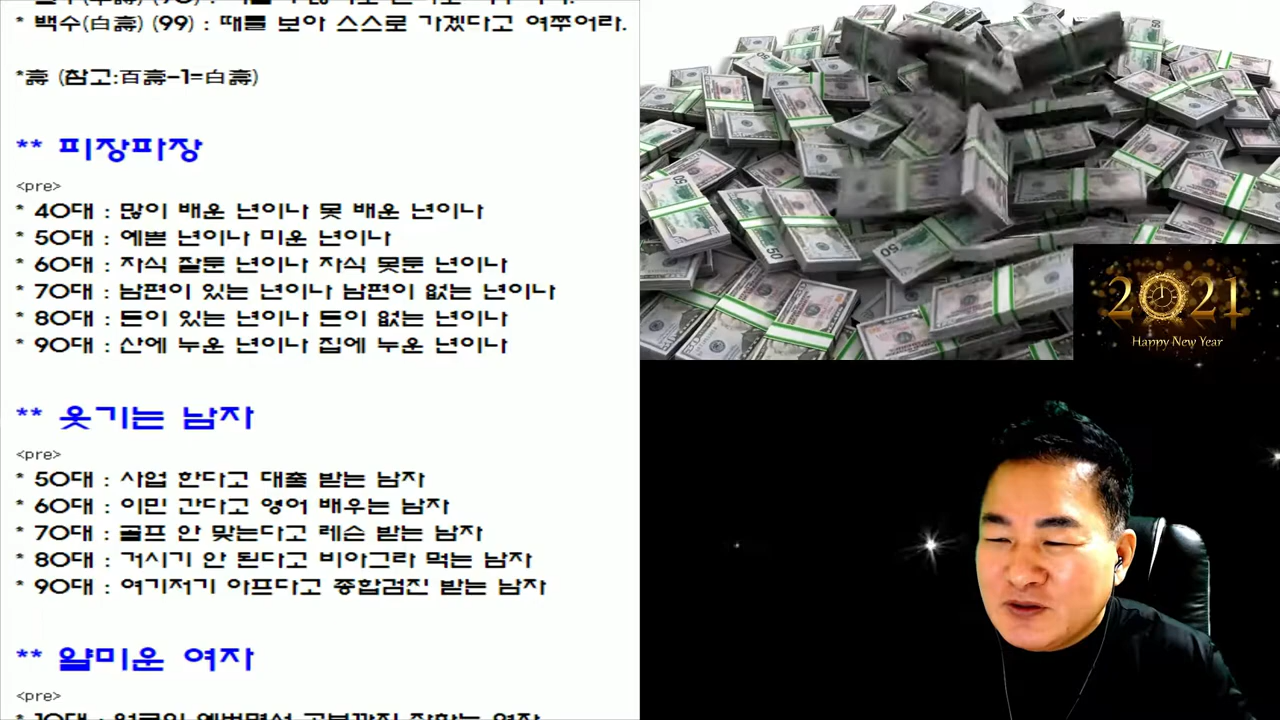 * 백수(白壽) (99) : 때를 보아 스스로 가겠다고 여쭈어라.
*壽 (참고:百壽-1=白壽)
** 피장파장
<pre>
* 40대 : 많이 배운 년이나 못 배운 년이나
* 50대 : 예쁜 년이나 미운 년이나
* 60대 : 자식 잘둔 년이나 자식 못둔 년이나
* 70대 : 남편이 있는 년이나 남편이 없는 년이나
* 80대 : 돈이 있는 년이나 돈이 없는 년이나
* 90대 : 산에 누운 년이나 집에 누운 년이나
** 웃기는 남자
<pre>
* 50대 : 사업 한다고 대출 받는 남자
* 60대 : 이민 간다고 영어 배우는 남자
* 70대 : 골프 안 맞는다고 레슨 받는 남자
* 80대 : 거시기 안 된다고 비아그라 먹는 남자
* 90대 : 여기저기 아프다고 종합검진 받는 남자
** 얄미운 여자
<pre>
2021
Happy New Year